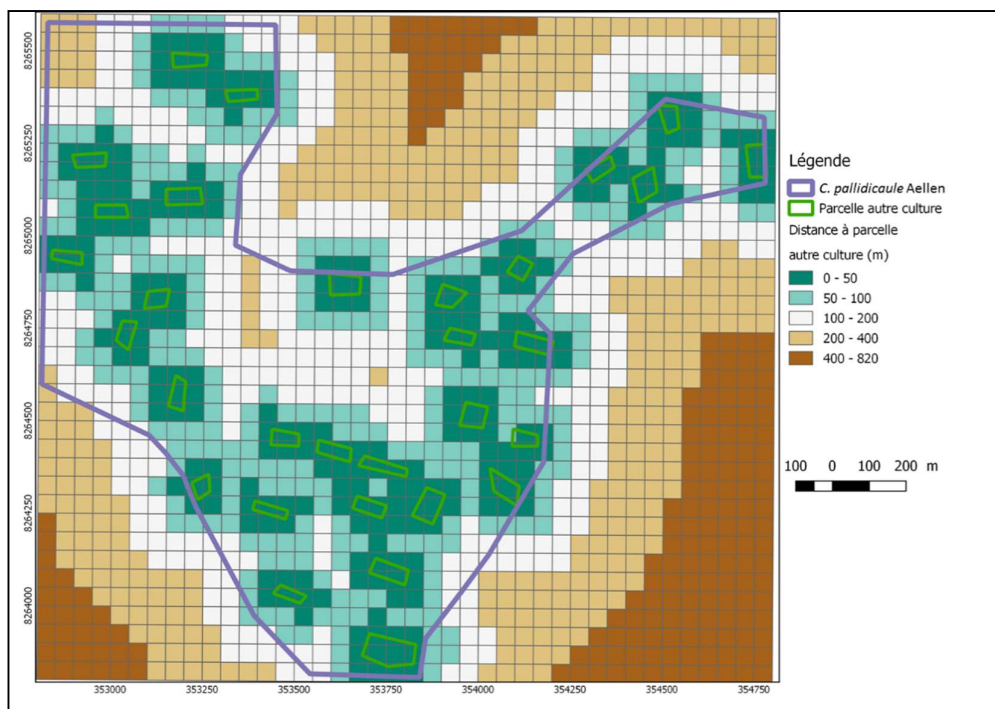 8265500
8265250
8265000
8264750
8264500
8264250
8264000
353000 353250 353500 353750 354000 354250 354500 354750
Légende
C. pallidicaule Aellen
Parcelle autre culture
Distance à parcelle
autre culture (m)
0 - 50
50 - 100
100 - 200
200 - 400
400 - 820
100 0 100 200 m